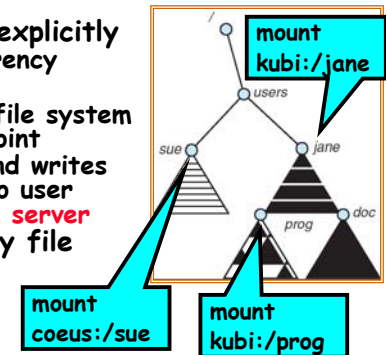 explicitly
rency
file system
oint
nd writes
o user
server
y file
/
mount
kubi:/jane
users
sue
jane
prog
doc
mount
coeus:/sue
mount
kubi:/prog